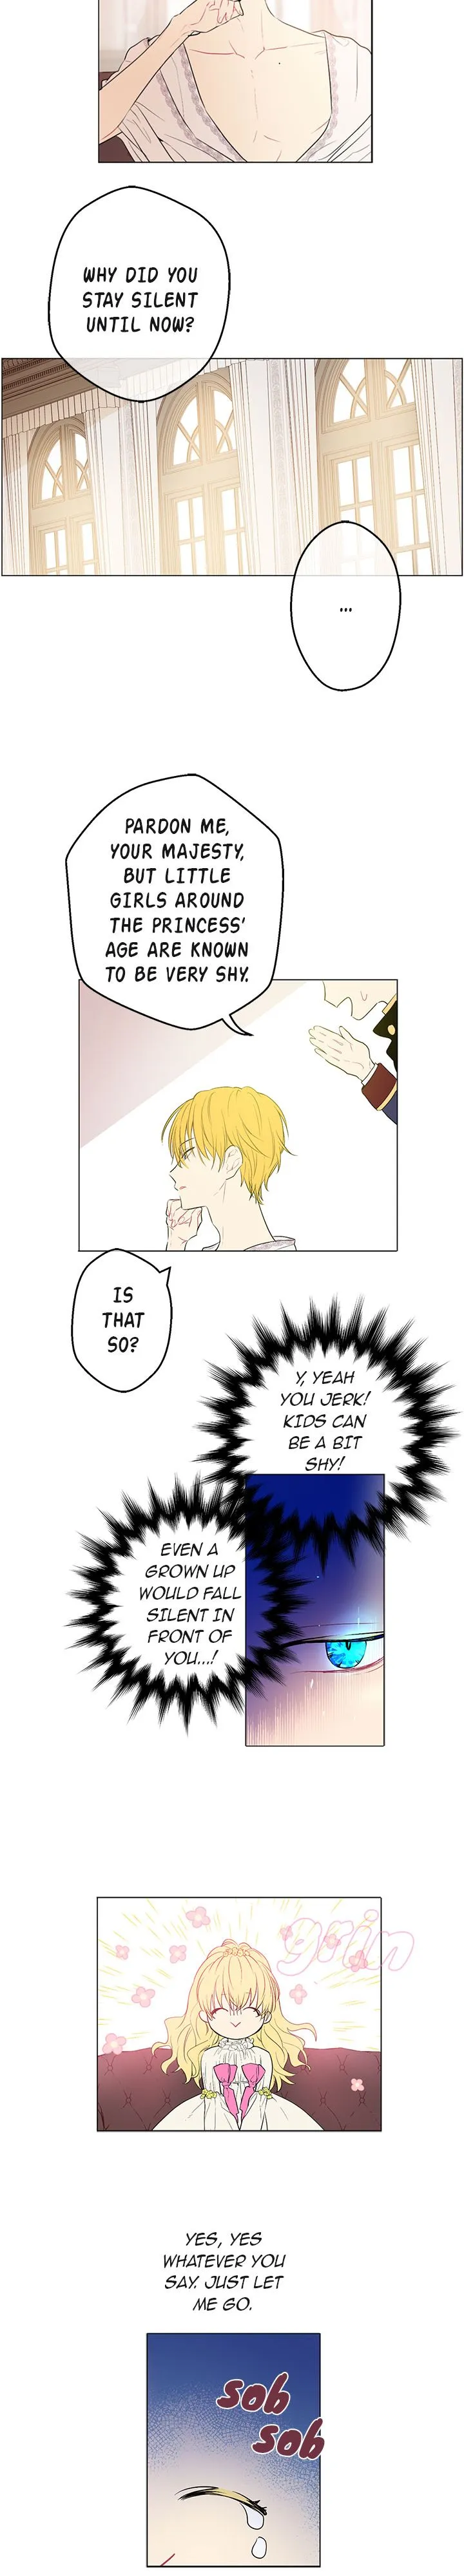 WHY DID YOU
STAY SILENT
UNTIL NOW?
...
PARDON ME,
YOUR MAJESTY,
BUT LITTLE
GIRLS AROUND
THE PRINCESS'
AGE ARE KNOWN
TO BE VERY SHY.
IS
THAT
SO?
Y, YEAH
YOU JERK!
KIDS CAN
BE A BIT
SHY!
EVEN A
GROWN UP
WOULD FALL
SILENT IN
FRONT OF
YOU...!
grin
YES, YES
WHATEVER YOU
SAY. JUST LET
ME GO.
sob
sob